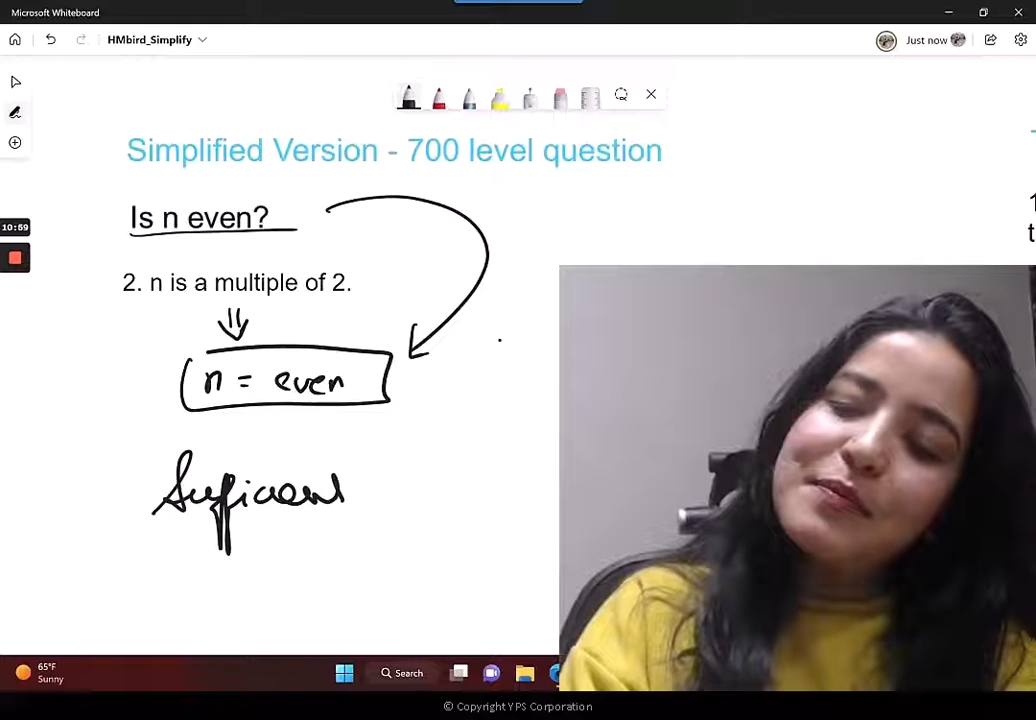 Microsoft Whiteboard
HMbird_Simplify
Just now
Simplified Version - 700 level question
Is n even?
10:59
2. n is a multiple of 2.
n = even
65°F
Sunny
Search
© Copyright YPS Corporation